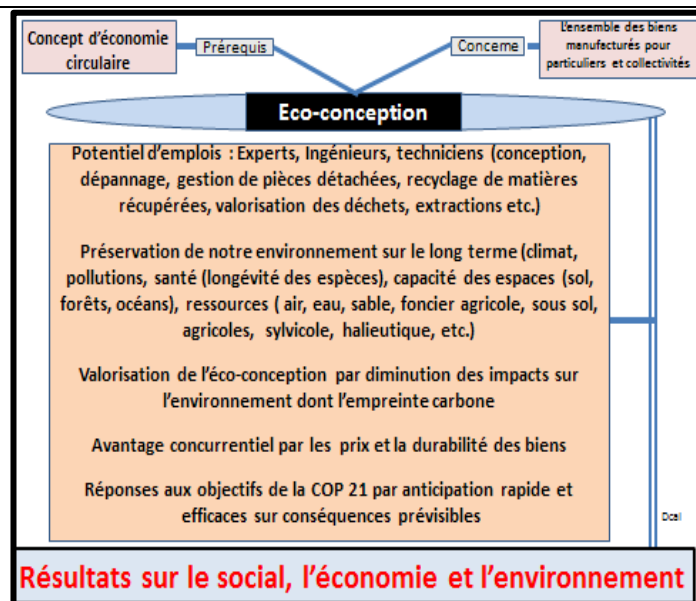 Concept d'économie
circulaire
Prérequis
Conceme
L'ensemble des biens
manufacturés pour
particuliers et collectivités
Eco-conception
Potentiel d'emplois : Experts, Ingénieurs, techniciens (conception,
dépannage, gestion de pièces détachées, recyclage de matières
récupérées, valorisation des déchets, extractions etc.)
Préservation de notre environnement sur le long terme (climat,
pollutions, santé (longévité des espèces), capacité des espaces (sol,
forêts, océans), ressources ( air, eau, sable, foncier agricole, sous sol,
agricoles, sylvicole, halieutique, etc.)
Valorisation de l'éco-conception par diminution des impacts sur
l'environnement dont l'empreinte carbone
Avantage concurrentiel par les prix et la durabilité des biens
Réponses aux objectifs de la COP 21 par anticipation rapide et
efficaces sur conséquences prévisibles
Résultats sur le social, l'économie et l'environnement